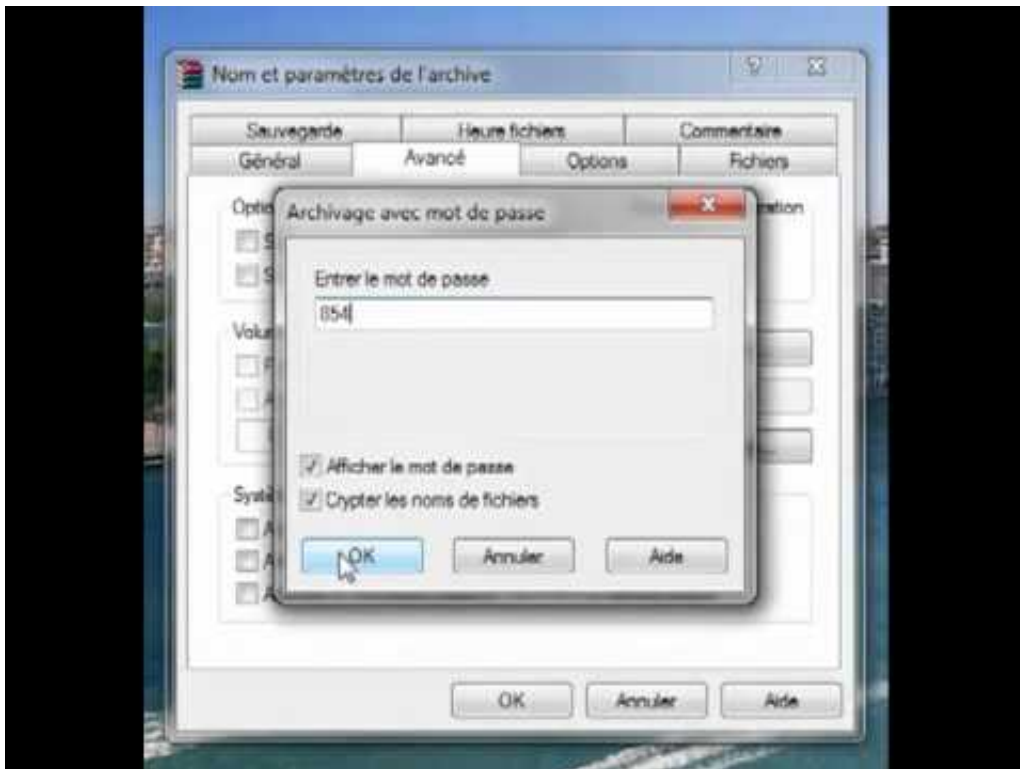 Nom et paramètres de l'archive
Sauvegarde Heure fichiers Commentaire
Général Avancé Options Fichiers
Archivage avec mot de passe
Entrer le mot de passe
854
Afficher le mot de passe
Crypter les noms de fichiers
OK Annuler Aide
OK Annuler Aide